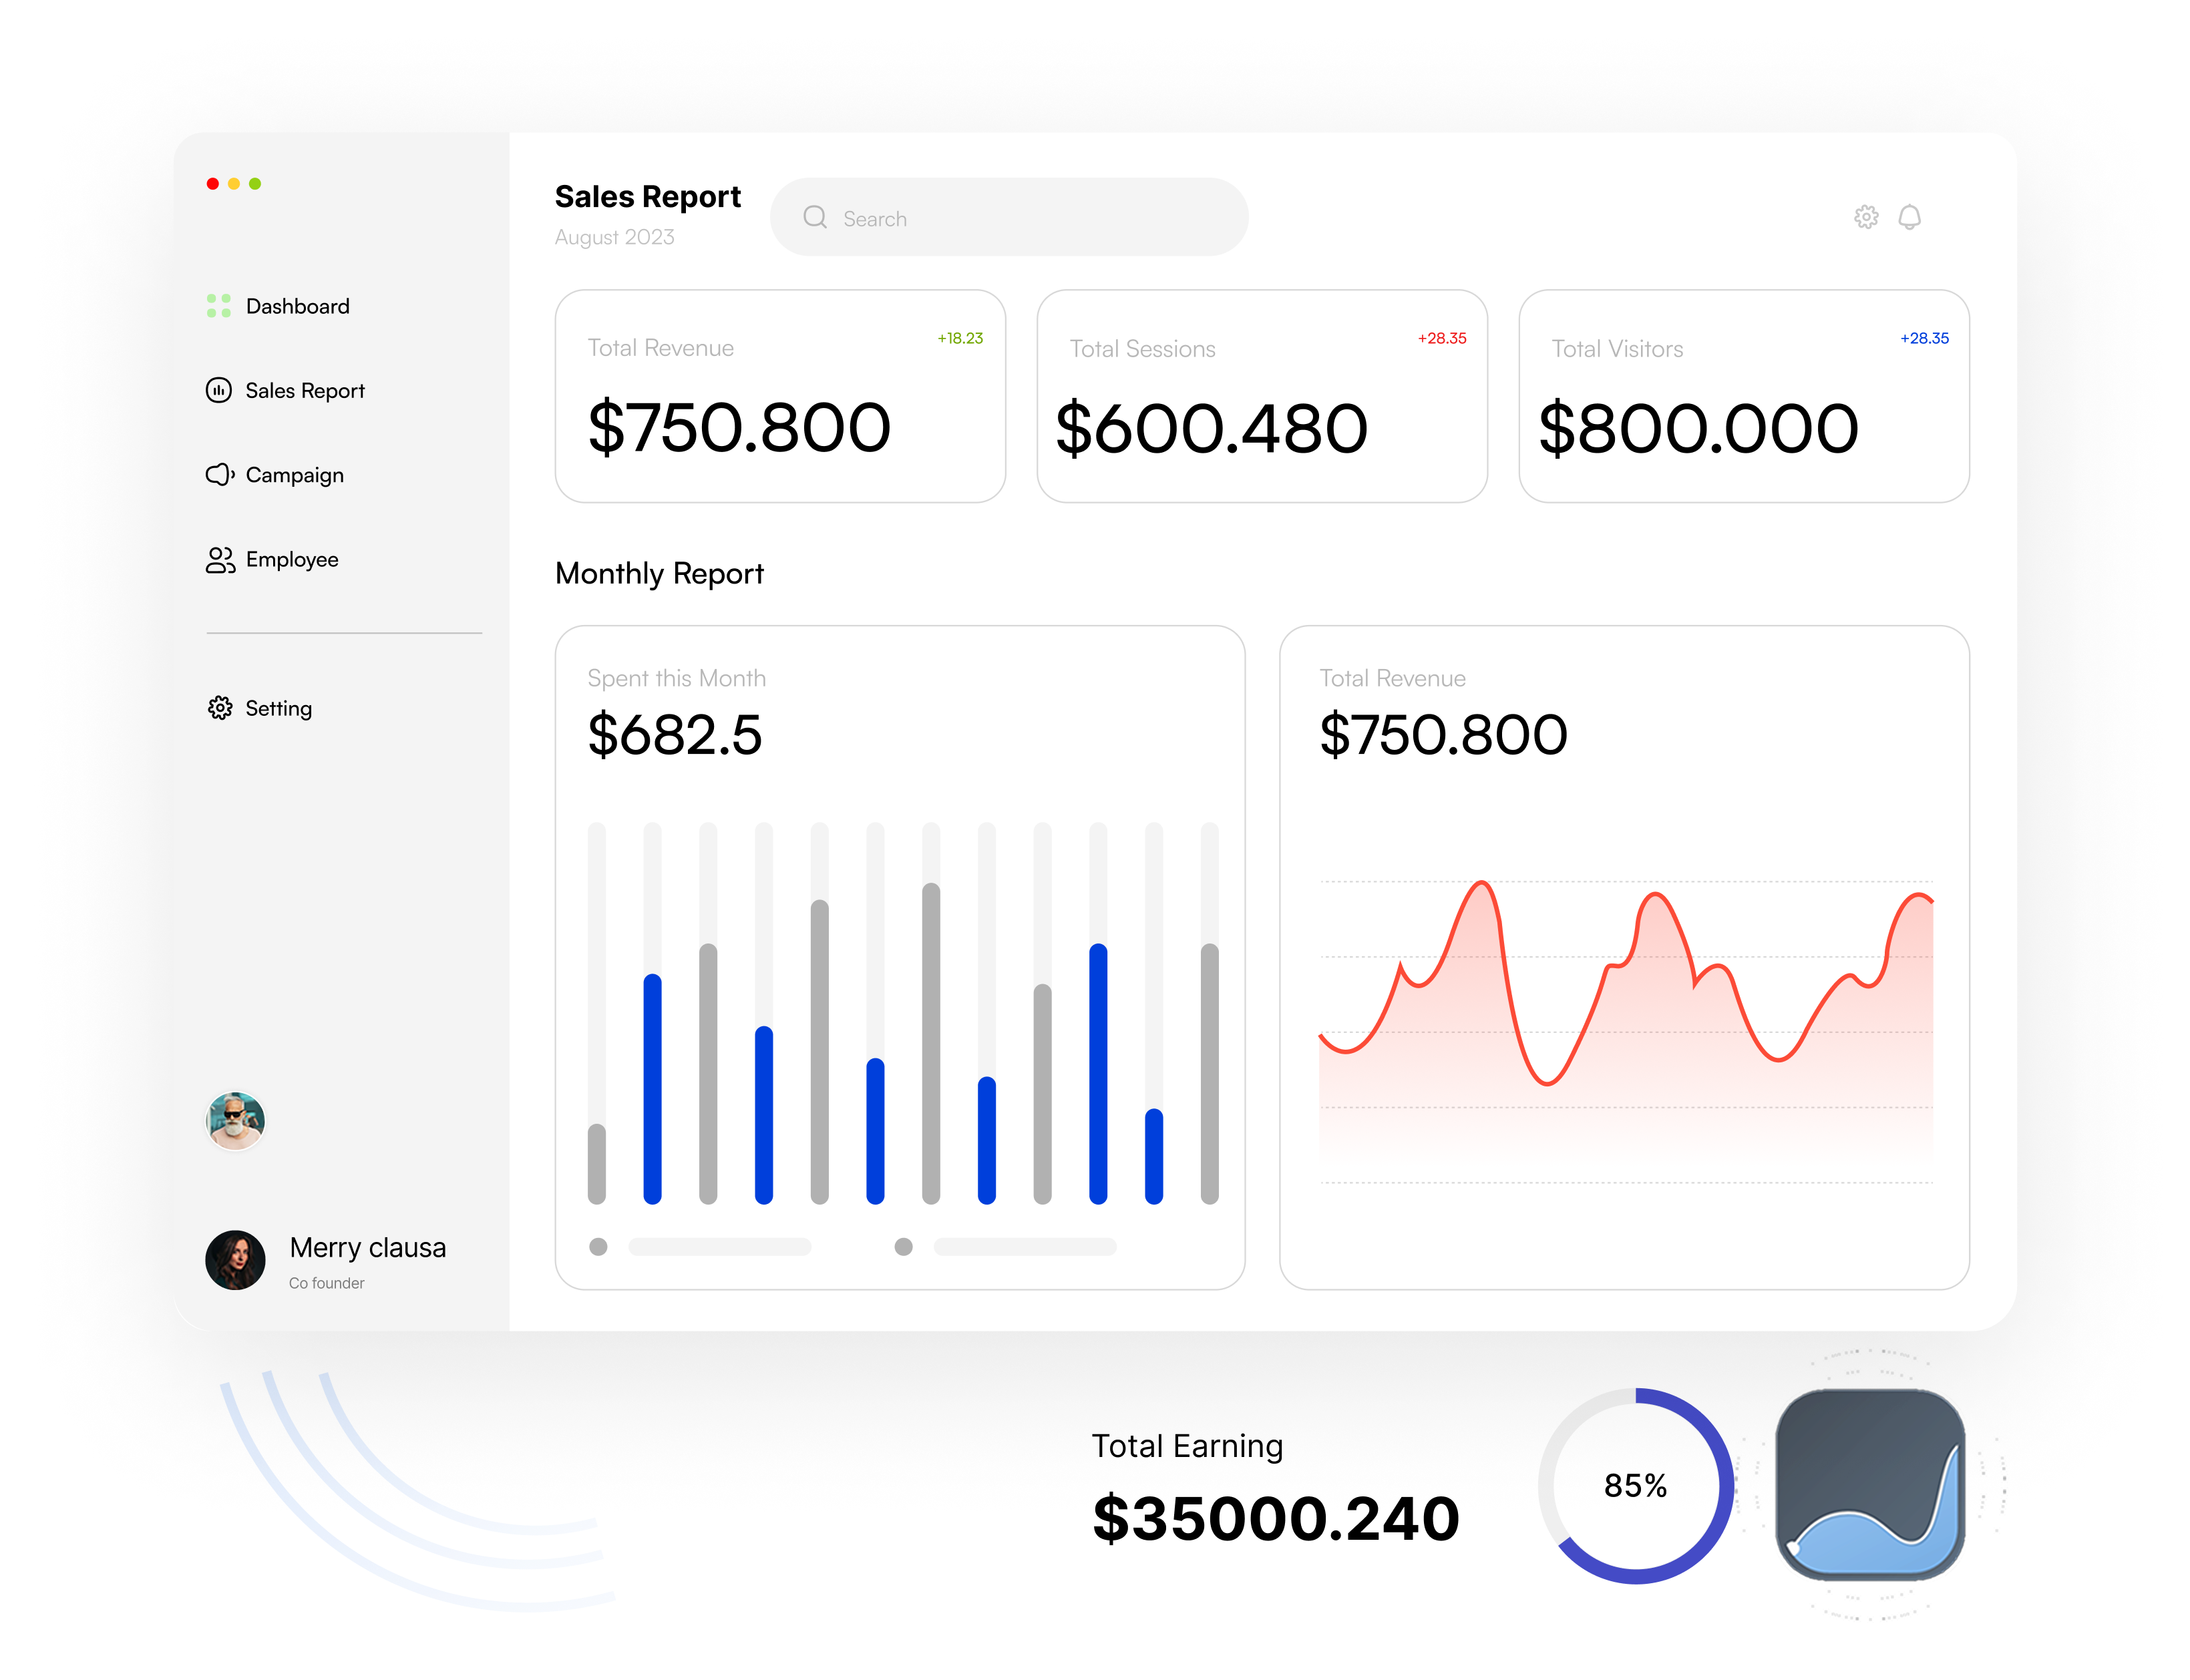 Sales Report
August 2023
Search
Dashboard
Sales Report
Campaign
Employee
Setting
Merry clausa
Co founder
Total Revenue
+18.23
$750.800
Total Sessions
+28.35
$600.480
Total Visitors
+28.35
$800.000
Monthly Report
Spent this Month
$682.5
Total Revenue
$750.800
Total Earning
$35000.240
85%